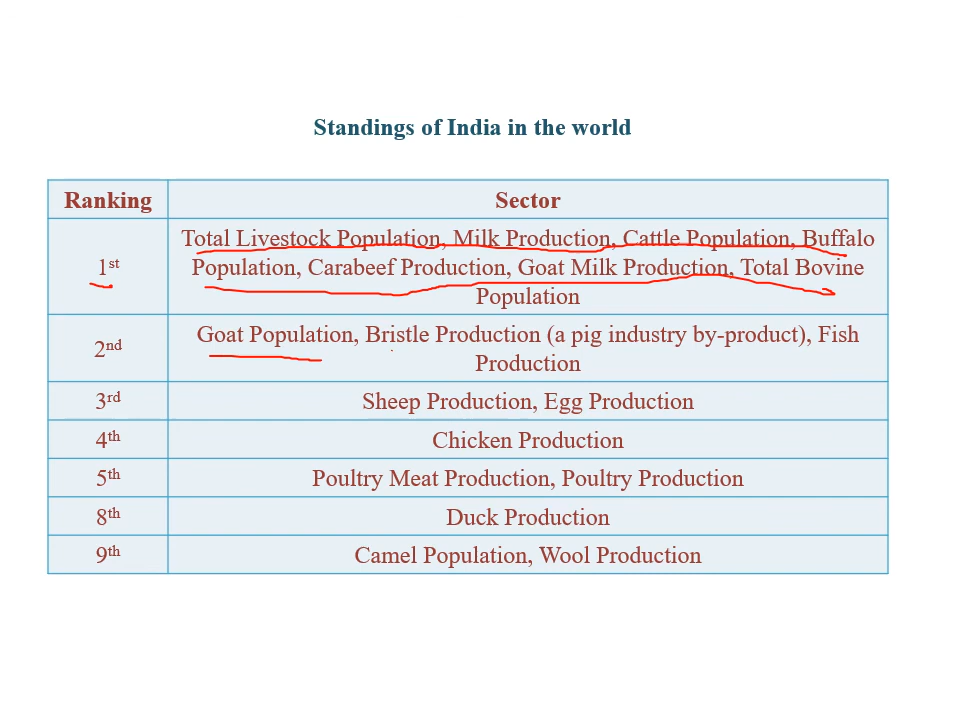 Standings of India in the world
Ranking Sector
1st Total Livestock Population, Milk Production, Cattle Population, Buffalo
Population, Carabeef Production, Goat Milk Production, Total Bovine
Population
2nd Goat Population, Bristle Production (a pig industry by-product), Fish
Production
3rd Sheep Production, Egg Production
4th Chicken Production
5th Poultry Meat Production, Poultry Production
8th Duck Production
9th Camel Population, Wool Production